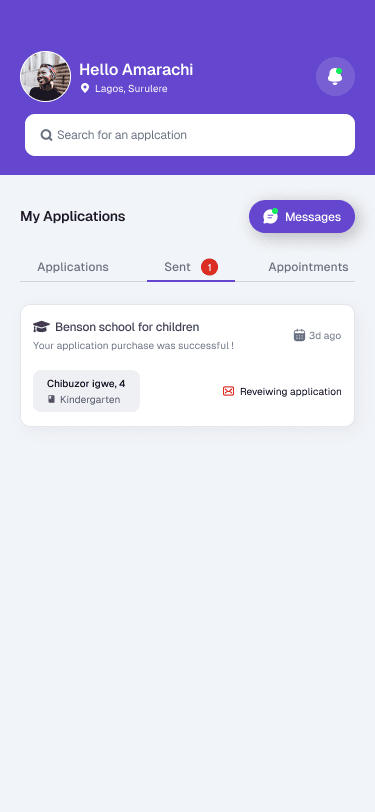 Hello Amarachi
Lagos, Surulere
Search for an applcation
My Applications
Messages
Applications
Sent 1
Appointments
Benson school for children
3d ago
Your application purchase was successful !
Chibuzor igwe, 4
Kindergarten
Reveiwing application